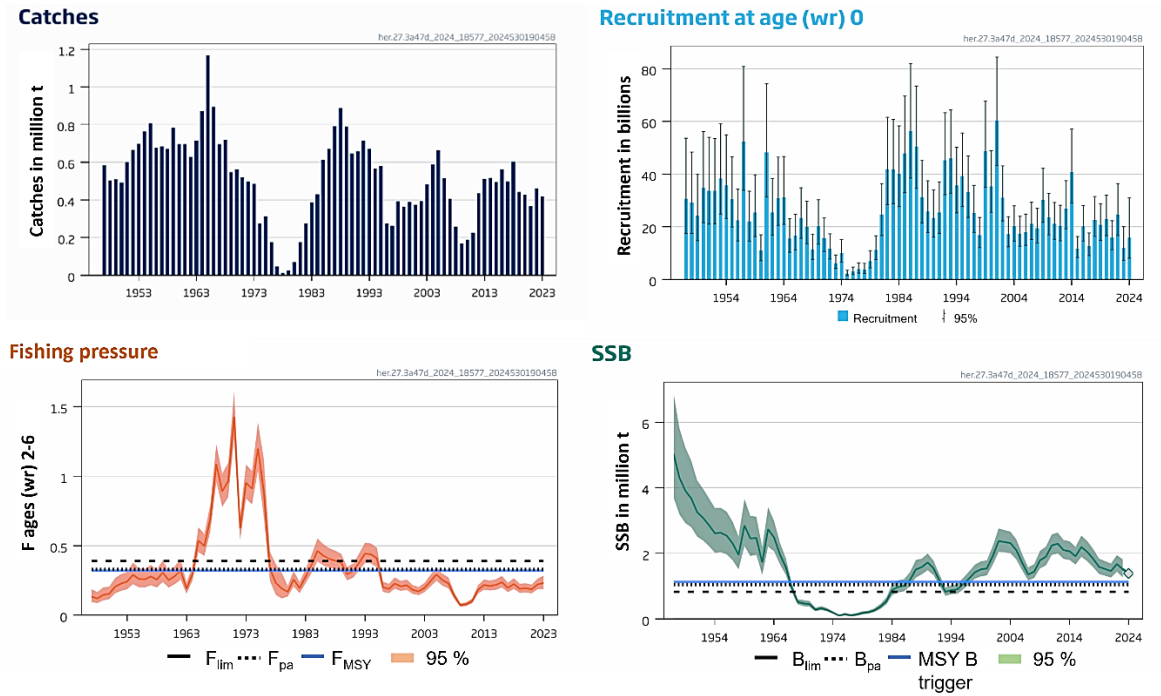 Catches
her.27.3a47d_2024_18577_2024530190458
Catches in million t
1.2
1
0.8
0.6
0.4
0.2
0
1953 1963 1973 1983 1993 2003 2013 2023
Recruitment at age (wr) 0
her.27.3a47d_2024_18577_2024530190458
Recruitment in billions
80
60
40
20
0
1954 1964 1974 1984 1994 2004 2014 2024
Recruitment 95%
Fishing pressure
her.27.3a47d_2024_18577_2024530190458
F ages (wr) 2-6
1.5
1
0.5
0
1953 1963 1973 1983 1993 2003 2013 2023
Flim Fpa FMSY 95 %
SSB
her.27.3a47d_2024_18577_2024530190458
SSB in million t
6
4
2
0
1954 1964 1974 1984 1994 2004 2014 2024
Blim Bpa MSY B 95 %
trigger